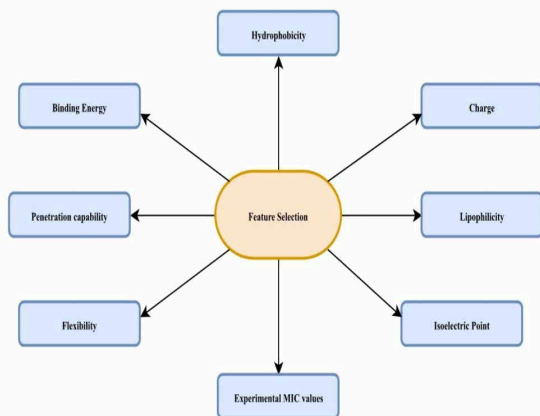 Hydrophobicity
Binding Energy
Charge
Penetration capability
Feature Selection
Lipophilicity
Flexibility
Isoelectric Point
Experimental MIC values